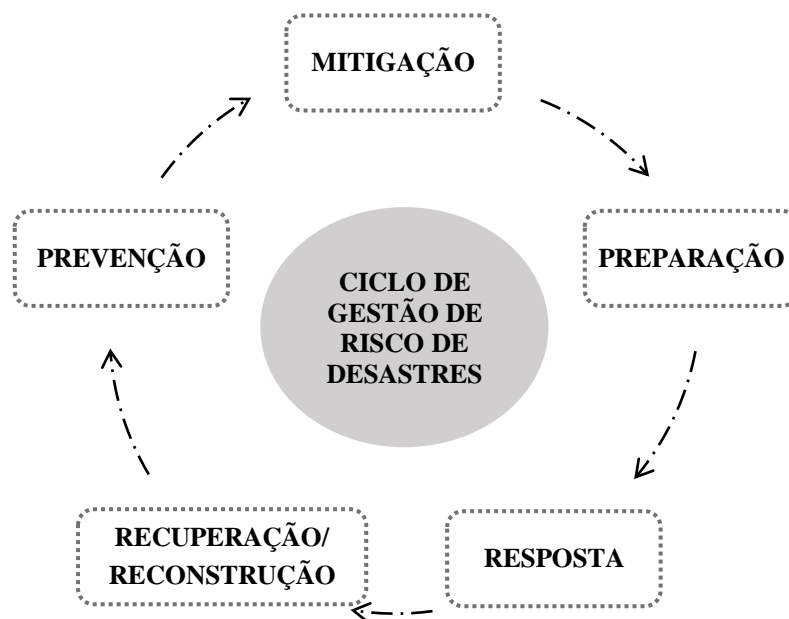 MITIGAÇÃO
PREVENÇÃO
PREPARAÇÃO
CICLO DE
GESTÃO DE
RISCO DE
DESASTRES
RECUPERAÇÃO/
RECONSTRUÇÃO
RESPOSTA